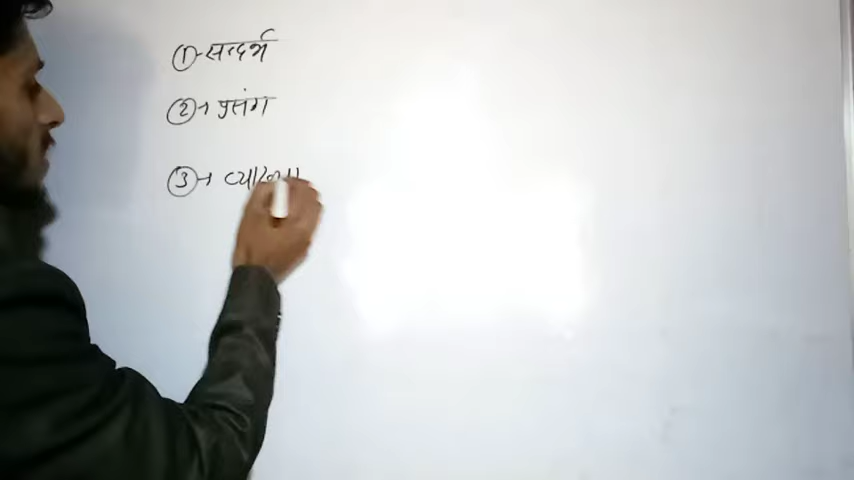 ① - सन्दर्भ
② → प्रसंग
③ → व्याख्या